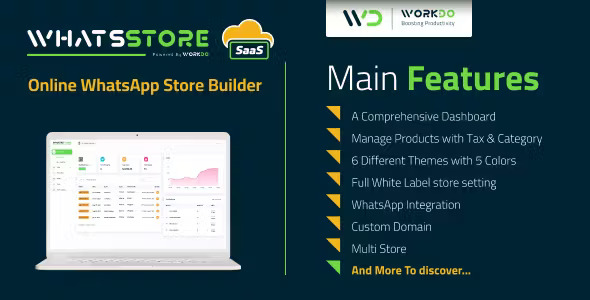 WHATSSTORE
Powered By WORKDO
SaaS
Online WhatsApp Store Builder
WORKDO
Boosting Productivity
Main Features
A Comprehensive Dashboard
Manage Products with Tax & Category
6 Different Themes with 5 Colors
Full White Label store setting
WhatsApp Integration
Custom Domain
Multi Store
And More To discover...